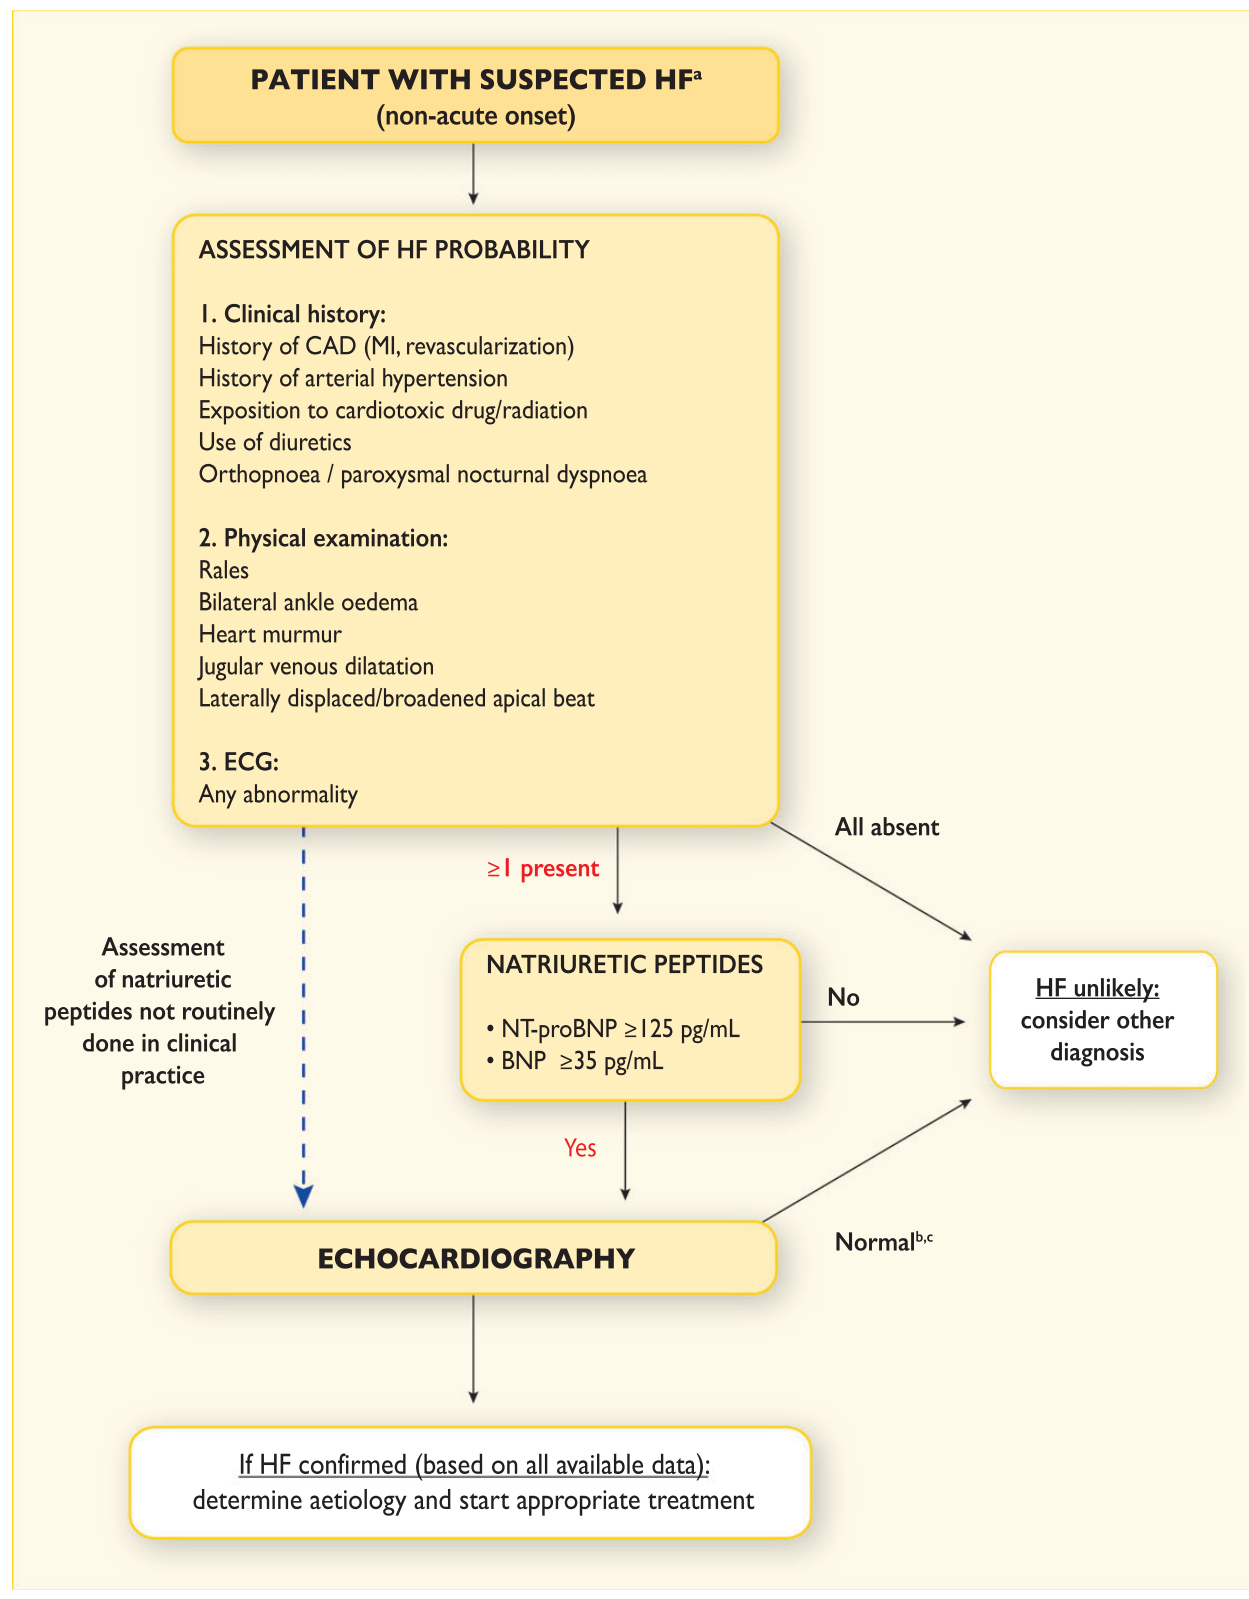 PATIENT WITH SUSPECTED HFa
(non-acute onset)
ASSESSMENT OF HF PROBABILITY
1. Clinical history:
History of CAD (MI, revascularization)
History of arterial hypertension
Exposition to cardiotoxic drug/radiation
Use of diuretics
Orthopnoea / paroxysmal nocturnal dyspnoea
2. Physical examination:
Rales
Bilateral ankle oedema
Heart murmur
Jugular venous dilatation
Laterally displaced/broadened apical beat
3. ECG:
Any abnormality
All absent
≥1 present
Assessment
of natriuretic
peptides not routinely
done in clinical
practice
NATRIURETIC PEPTIDES
• NT-proBNP ≥125 pg/mL
• BNP ≥35 pg/mL
No
HF unlikely:
consider other
diagnosis
Yes
Normalb,c
ECHOCARDIOGRAPHY
If HF confirmed (based on all available data):
determine aetiology and start appropriate treatment